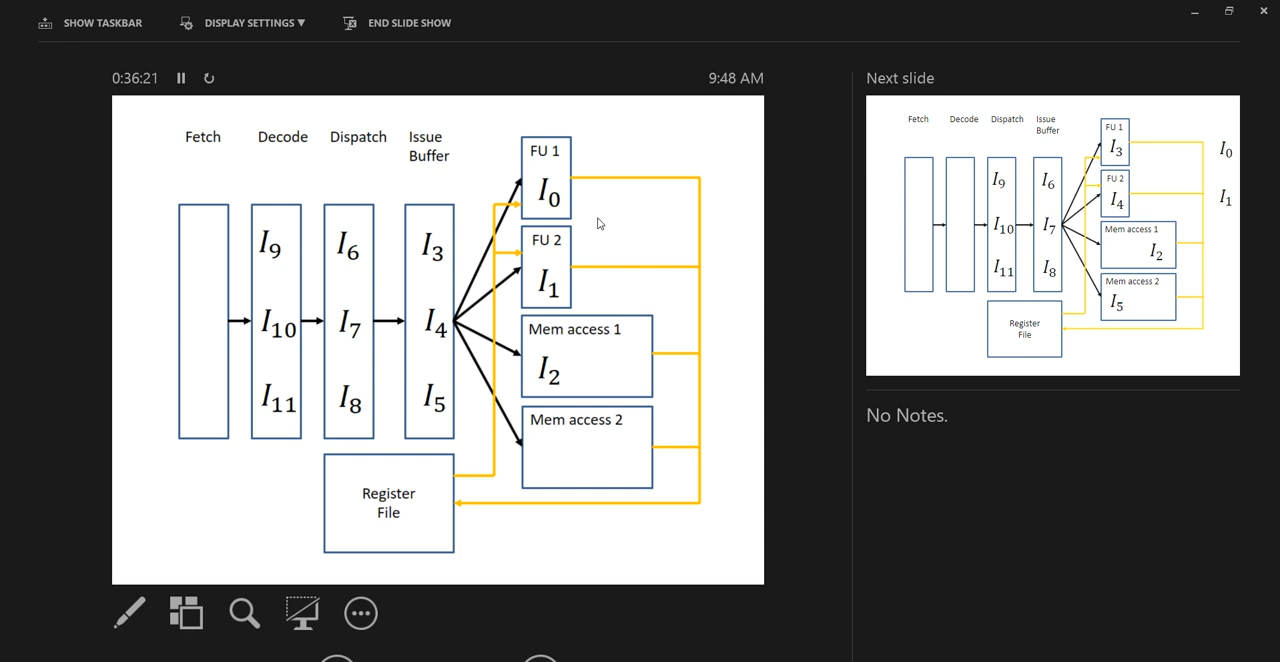 SHOW TASKBAR
DISPLAY SETTINGS ▼
END SLIDE SHOW
0:36:21
9:48 AM
Next slide
Fetch
Decode
Dispatch
Issue
Buffer
FU 1
I0
FU 2
I1
Mem access 1
I2
Mem access 2
I9
I6
I3
I10
I7
I4
I11
I8
I5
Register
File
Fetch
Decode
Dispatch
Issue
Buffer
FU 1
I3
FU 2
I4
Mem access 1
I2
Mem access 2
I5
I0
I1
I9
I6
I10
I7
I11
I8
Register
File
No Notes.